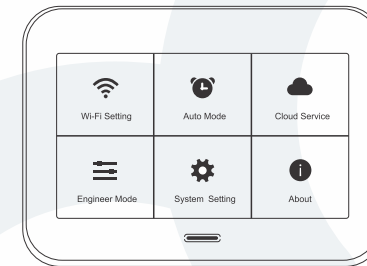 Wi-Fi Setting
Auto Mode
Cloud Service
Engineer Mode
System Setting
About